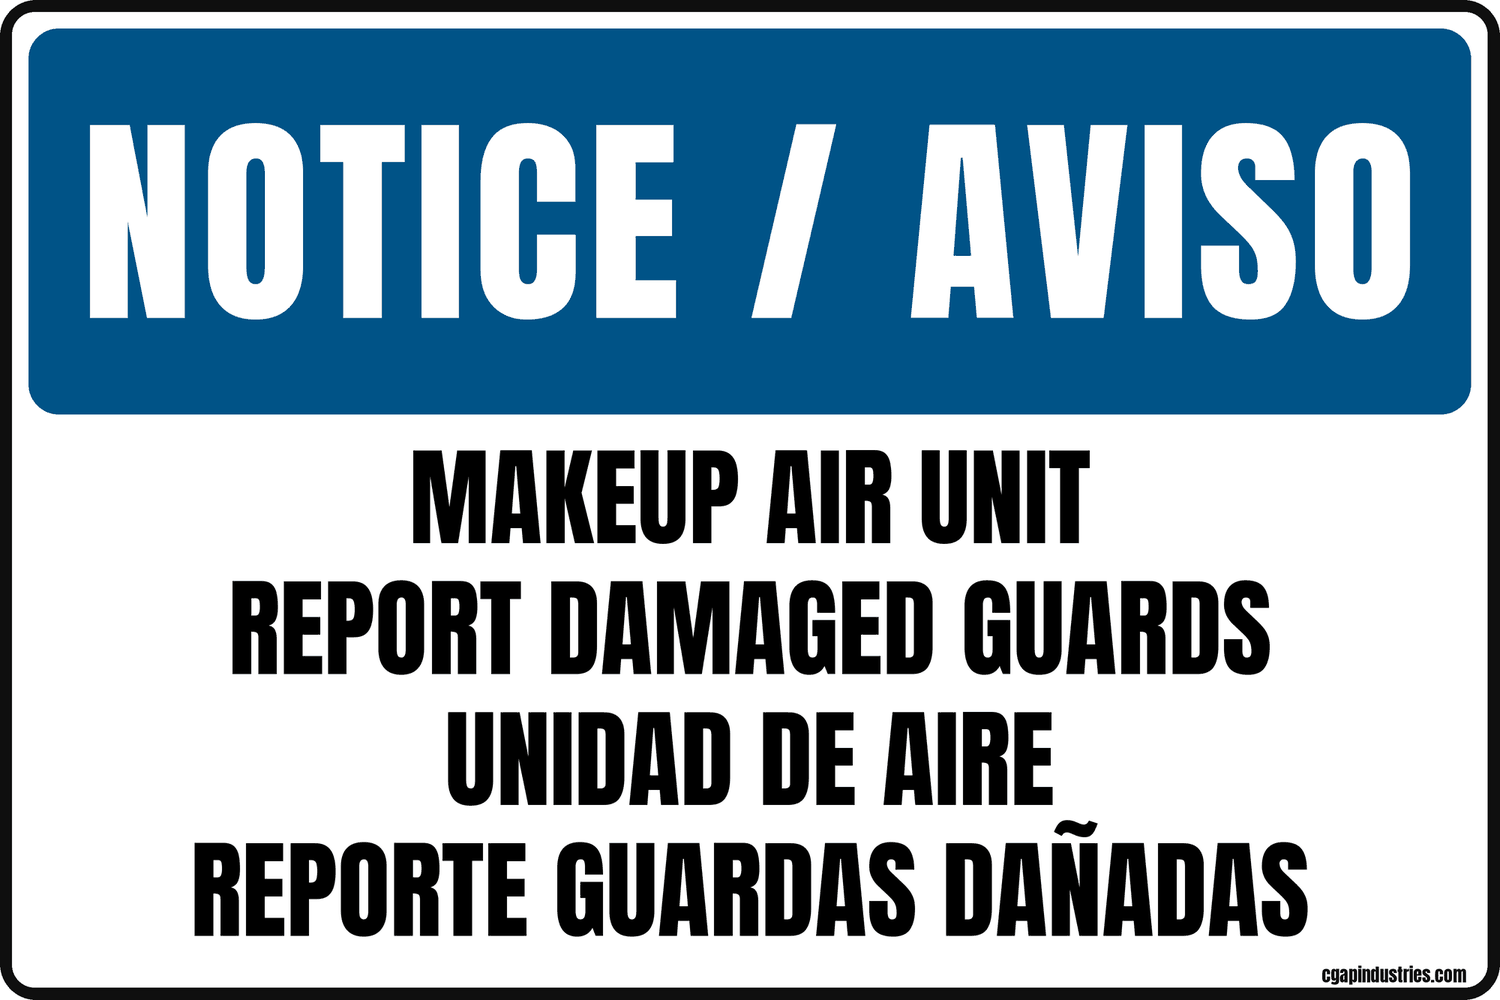 NOTICE / AVISO
MAKEUP AIR UNIT
REPORT DAMAGED GUARDS
UNIDAD DE AIRE
REPORTE GUARDAS DAÑADAS
cgapindustries.com